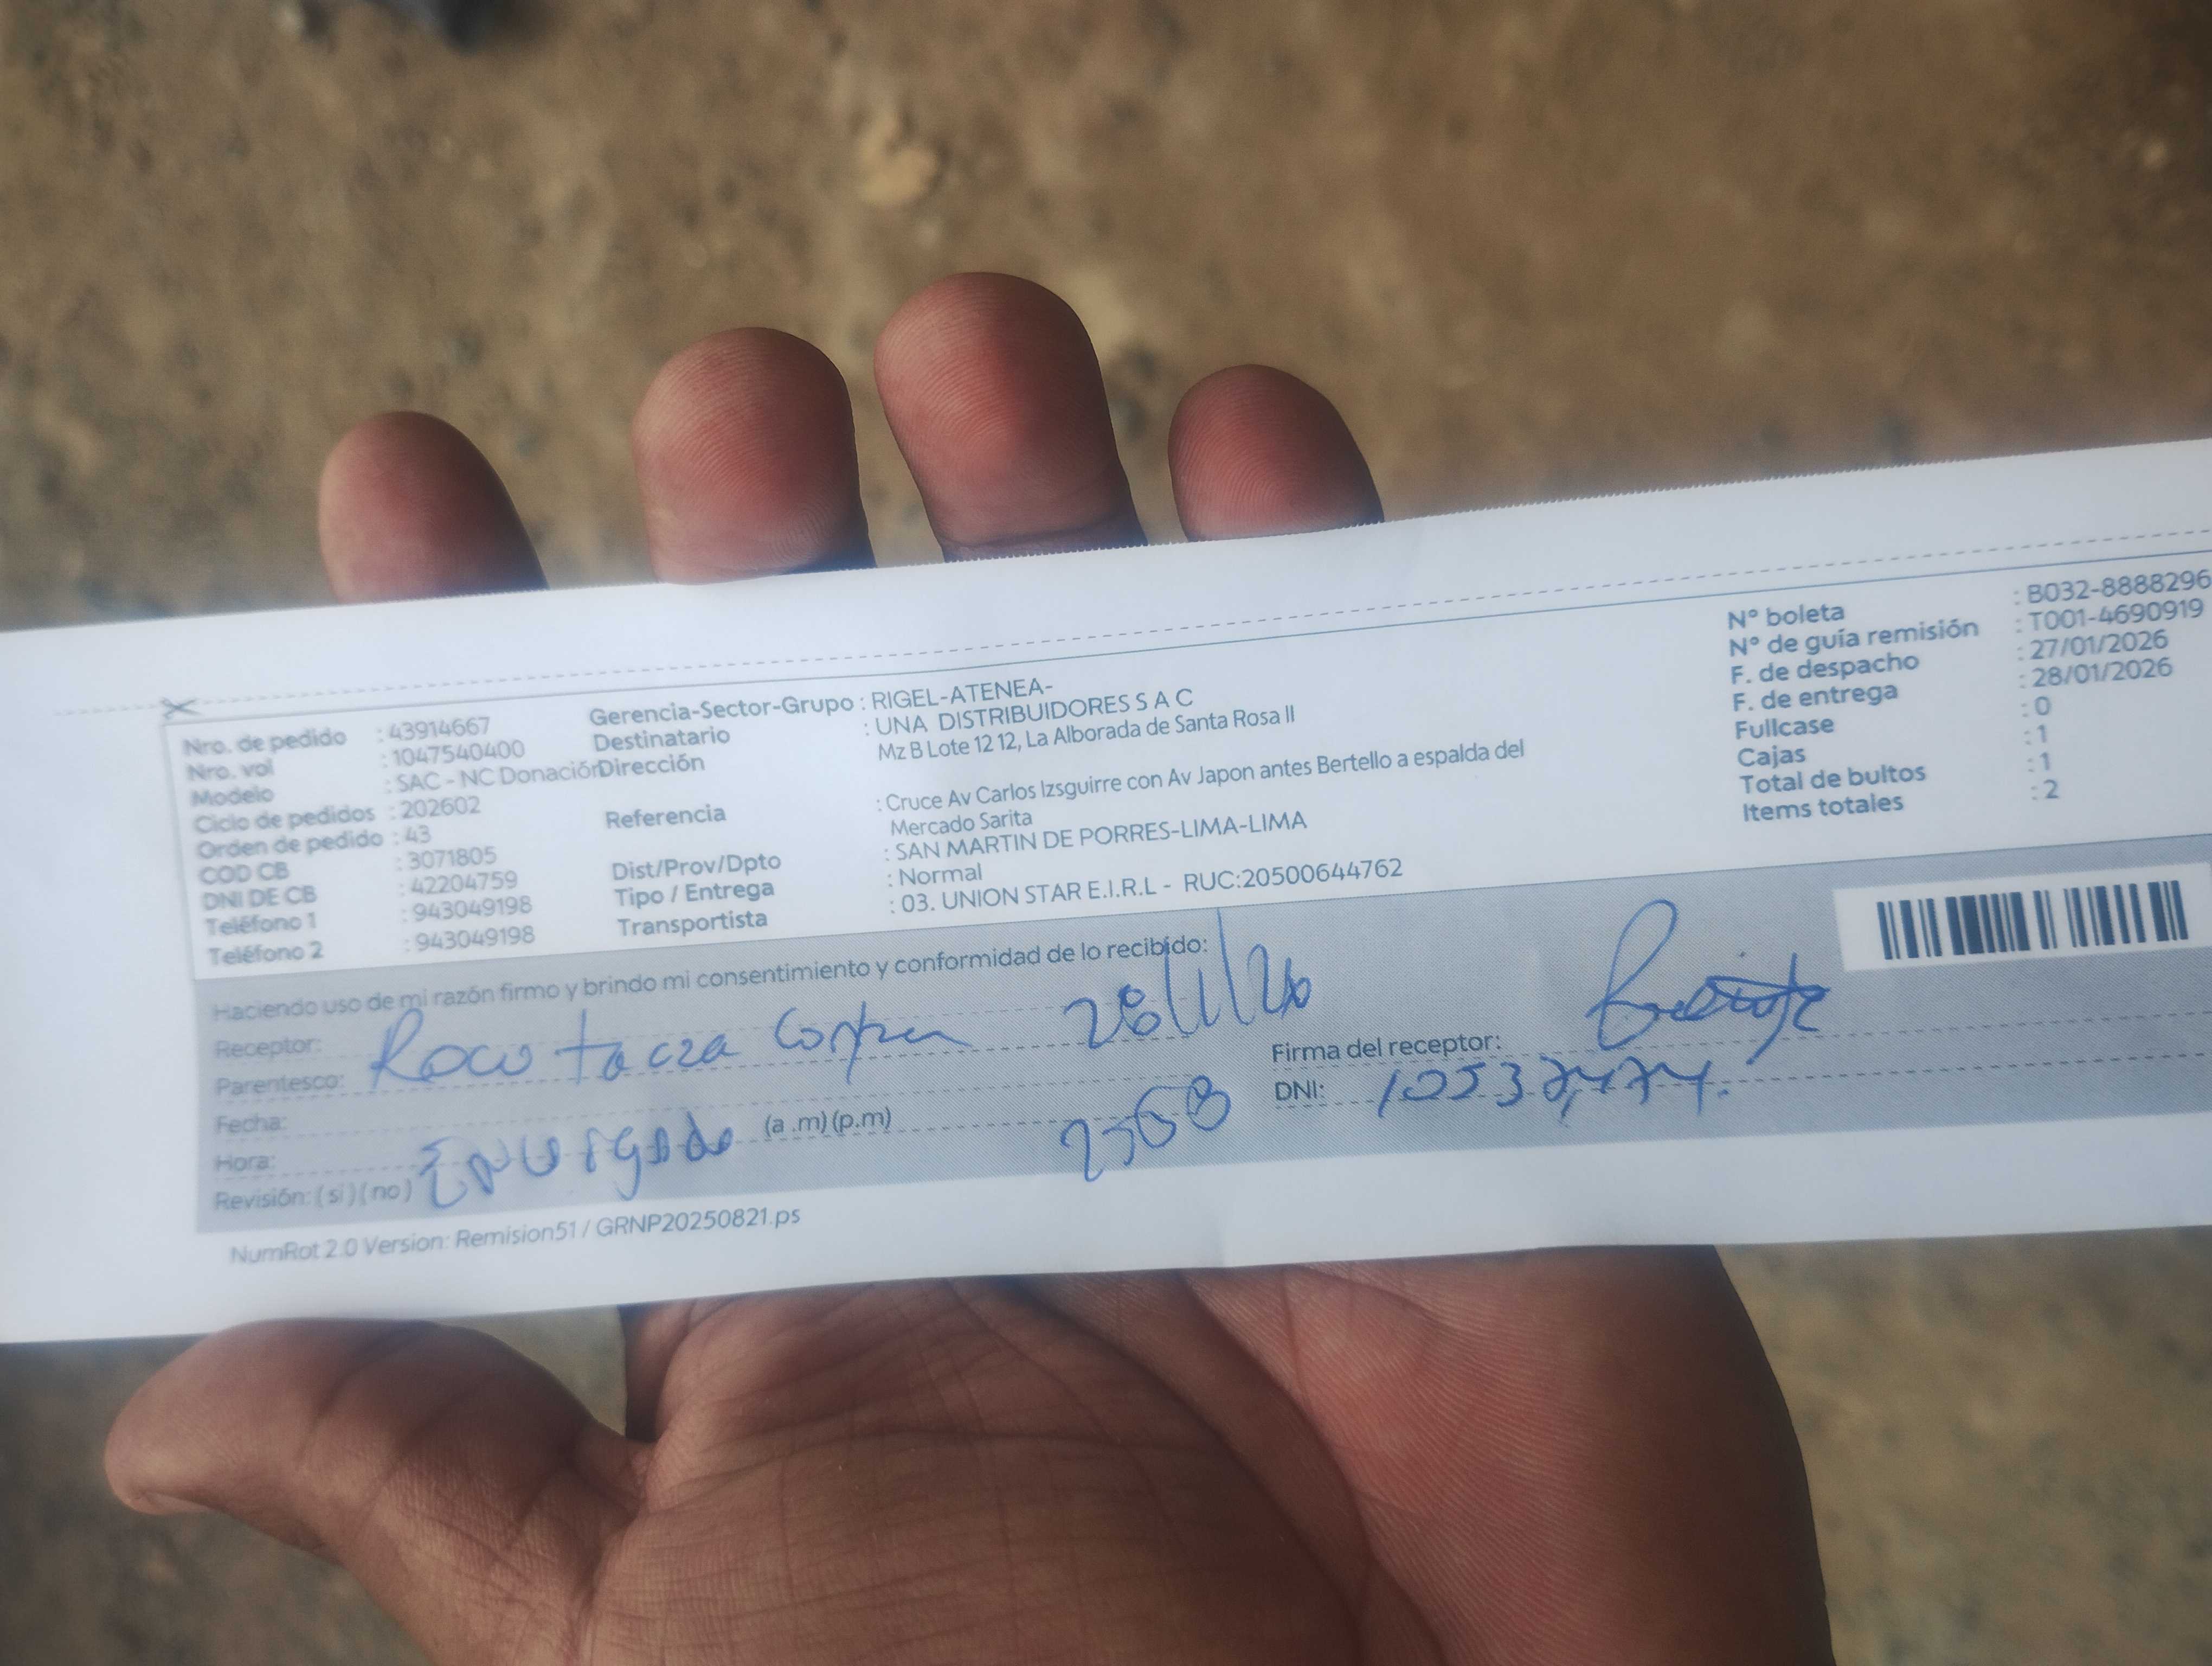 Nro. de pedido : 43914667
Nro. vol : 1047540400
Modelo : SAC - NC Donación
Ciclo de pedidos : 202602
Orden de pedido : 43
COD CB : 3071805
DNI DE CB : 42204759
Teléfono 1 : 943049198
Teléfono 2 : 943049198
Gerencia-Sector-Grupo : RIGEL-ATENEA-
Destinatario : UNA DISTRIBUIDORES S A C
Dirección Mz B Lote 12 12, La Alborada de Santa Rosa II
Referencia : Cruce Av Carlos Izsguirre con Av Japon antes Bertello a espalda del
Mercado Sarita
Dist/Prov/Dpto : SAN MARTIN DE PORRES-LIMA-LIMA
Tipo / Entrega : Normal
Transportista : 03. UNION STAR E.I.R.L - RUC:20500644762
N° boleta : B032-8888296
N° de guía remisión : T001-4690919
F. de despacho : 27/01/2026
F. de entrega : 28/01/2026
Fullcase : 0
Cajas : 1
Total de bultos : 1
Items totales : 2
Haciendo uso de mi razón firmo y brindo mi consentimiento y conformidad de lo recibido:
Receptor: 28/1/26
Parentesco:
Fecha:
Hora: (a .m) (p.m)
Revisión: ( si ) ( no )
Firma del receptor:
DNI:
NumRot 2.0 Version: Remision51 / GRNP20250821.ps